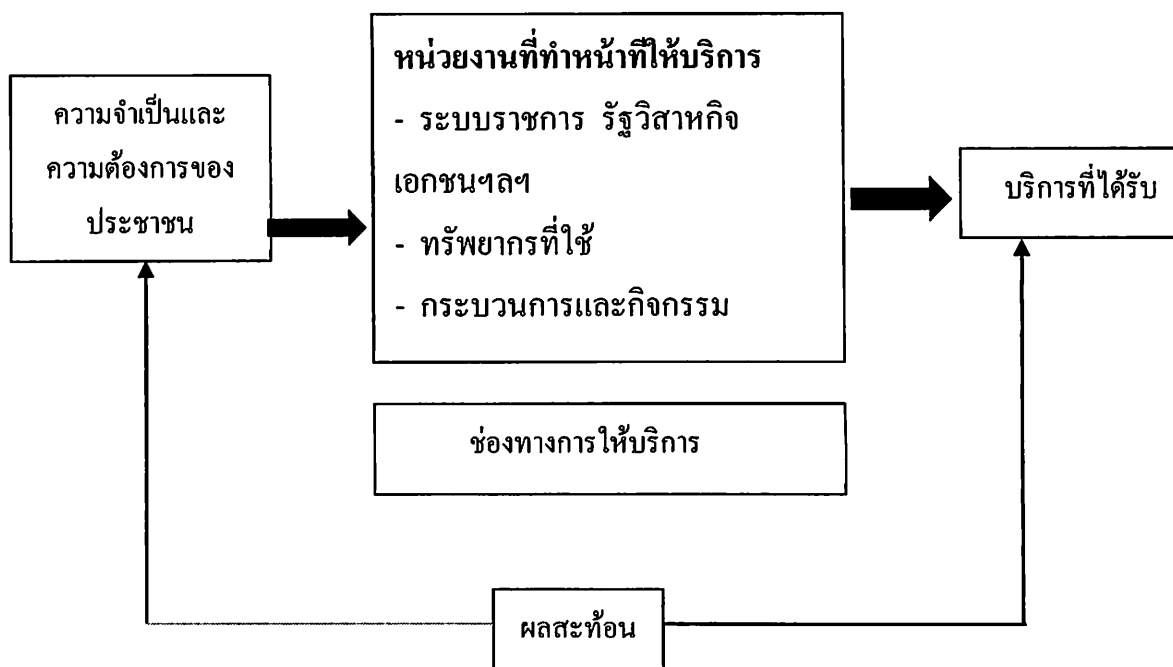 ความจำเป็นและ
ความต้องการของ
ประชาชน
หน่วยงานที่ทำหน้าที่ให้บริการ
- ระบบราชการ รัฐวิสาหกิจ
เอกชนฯลฯ
- ทรัพยากรที่ใช้
- กระบวนการและกิจกรรม
ช่องทางการให้บริการ
บริการที่ได้รับ
ผลสะท้อน